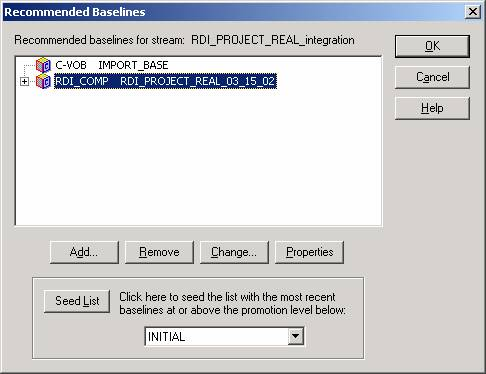 Recommended Baselines
Recommended baselines for stream: RDI_PROJECT_REAL_integration
OK
C-VOB IMPORT_BASE
RDI_COMP RDI_PROJECT_REAL_03_15_02
Cancel
Help
Add... Remove Change... Properties
Seed List
Click here to seed the list with the most recent
baselines at or above the promotion level below:
INITIAL